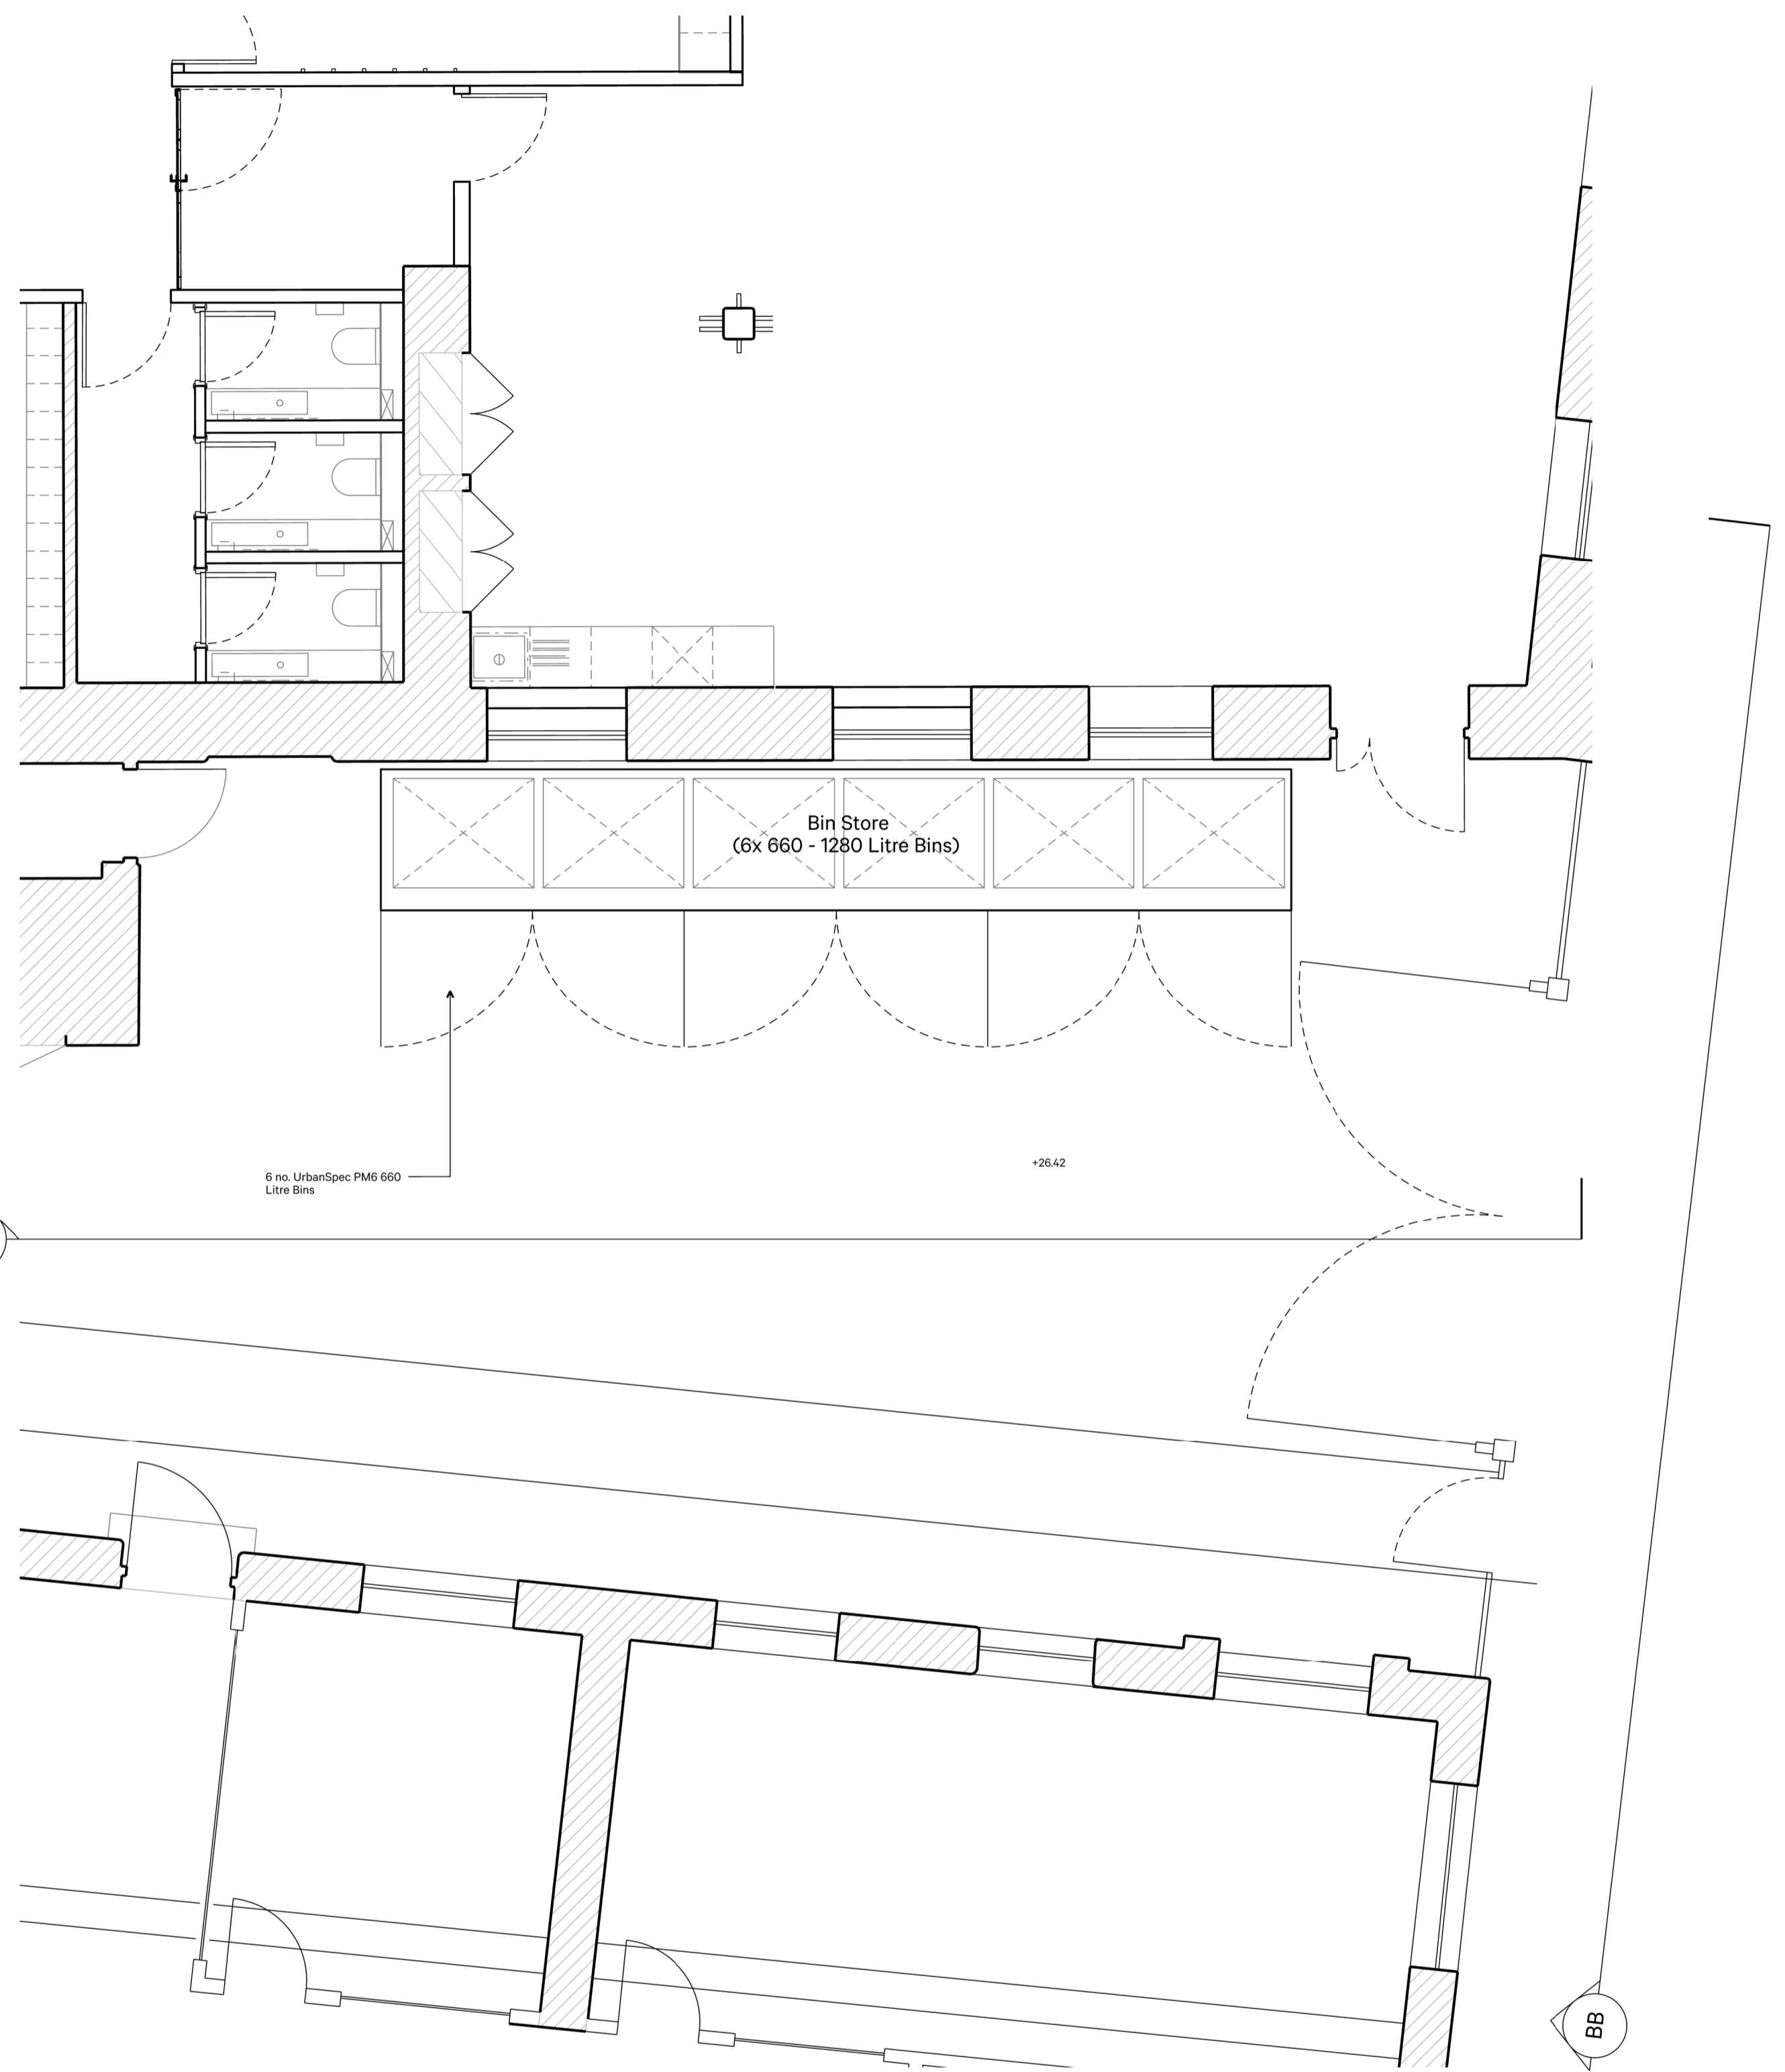 Bin Store
(6x 660 - 1280 Litre Bins)
6 no. UrbanSpec PM6 660
Litre Bins
+26.42
BB